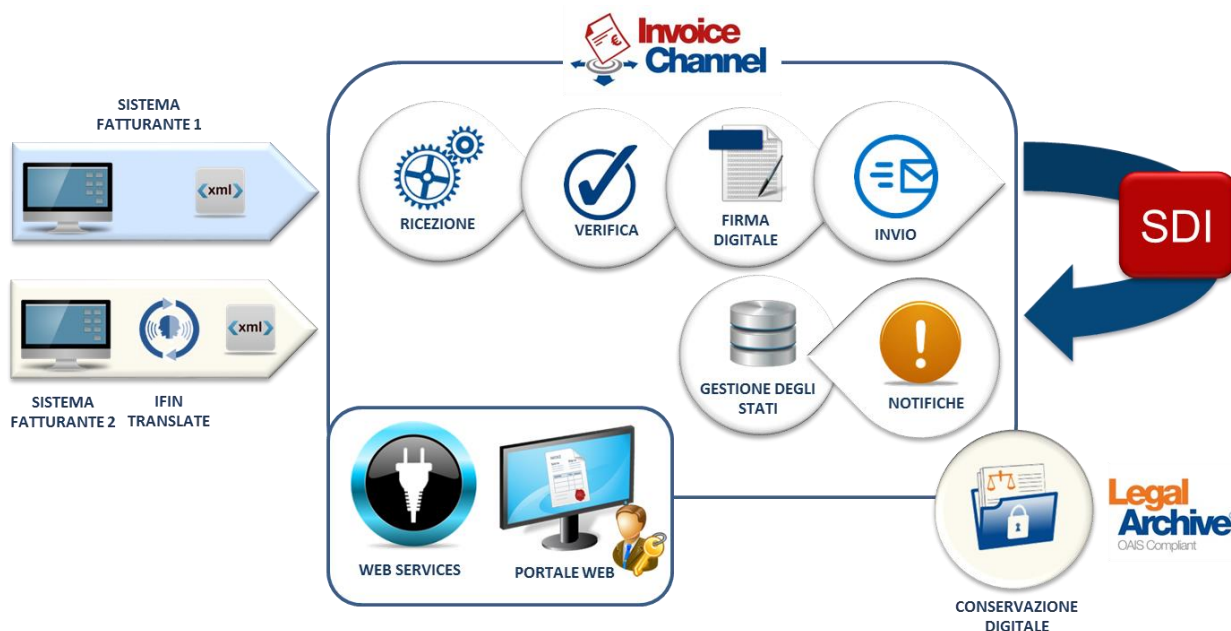 Invoice
Channel
SISTEMA
FATTURANTE 1
xml
RICEZIONE
VERIFICA
FIRMA
DIGITALE
INVIO
SDI
xml
SISTEMA
FATTURANTE 2
IFIN
TRANSLATE
GESTIONE DEGLI
STATI
NOTIFICHE
WEB SERVICES
PORTALE WEB
Legal
Archive
OAIS Compliant
CONSERVAZIONE
DIGITALE